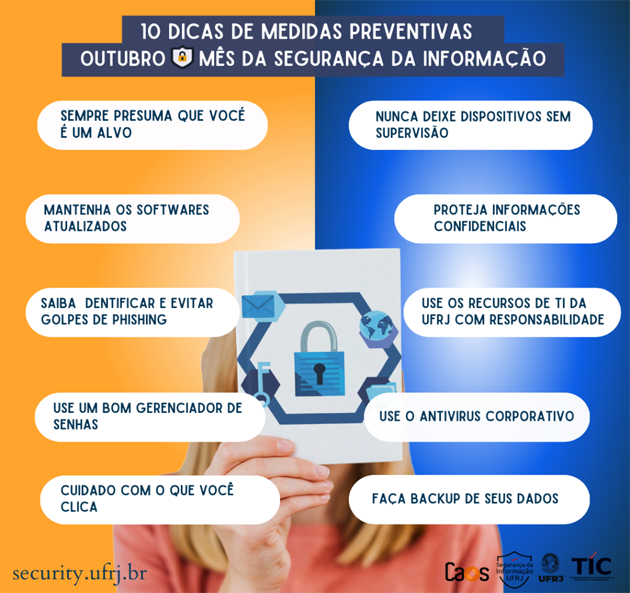 10 DICAS DE MEDIDAS PREVENTIVAS
OUTUBRO MÊS DA SEGURANÇA DA INFORMAÇÃO
SEMPRE PRESUMA QUE VOCÉ
É UM ALVO
MANTENHA OS SOFTWARES
ATUALIZADOS
SAIBA DENTIFICAR E EVITAR
GOLPES DE PHISHING
USE UM BOM GERENCIADOR DE
SENHAS
CUIDADO COM O QUE VOCÊ
CLICA
NUNCA DEIXE DISPOSITIVOS SEM
SUPERVISÃO
PROTEJA INFORMAÇÕES
CONFIDENCIAIS
USE OS RECURSOS DE TI DA
UFRJ COM RESPONSABILIDADE
USE O ANTIVIRUS CORPORATIVO
FAÇA BACKUP DE SEUS DADOS
security.ufrj.br
Caos
Segurança da
Informação
UFRJ
UFRJ
TIC